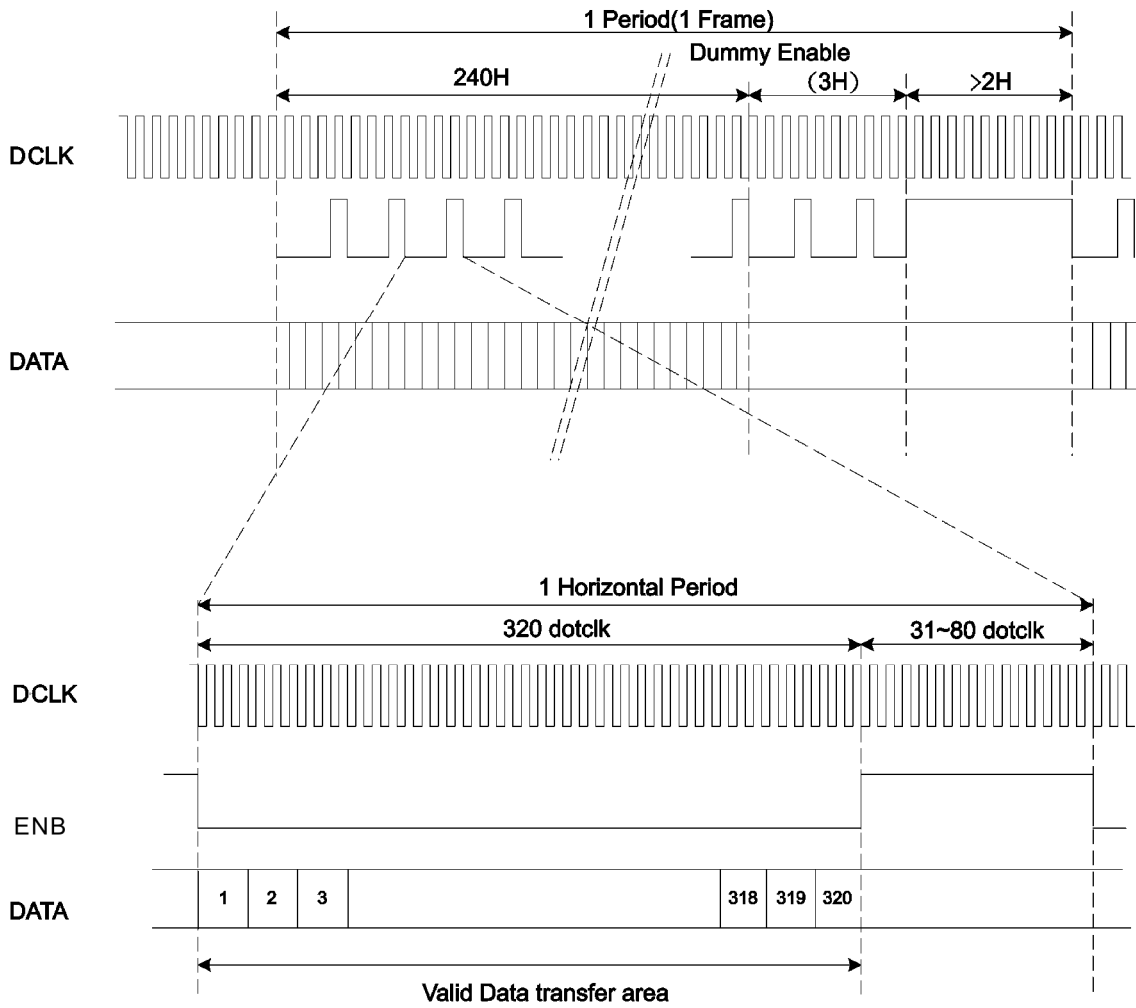 1 Period(1 Frame)
Dummy Enable
240H
(3H)
>2H
DCLK
DATA
1 Horizontal Period
320 dotclk
31~80 dotclk
DCLK
ENB
DATA
1
2
3
318
319
320
Valid Data transfer area